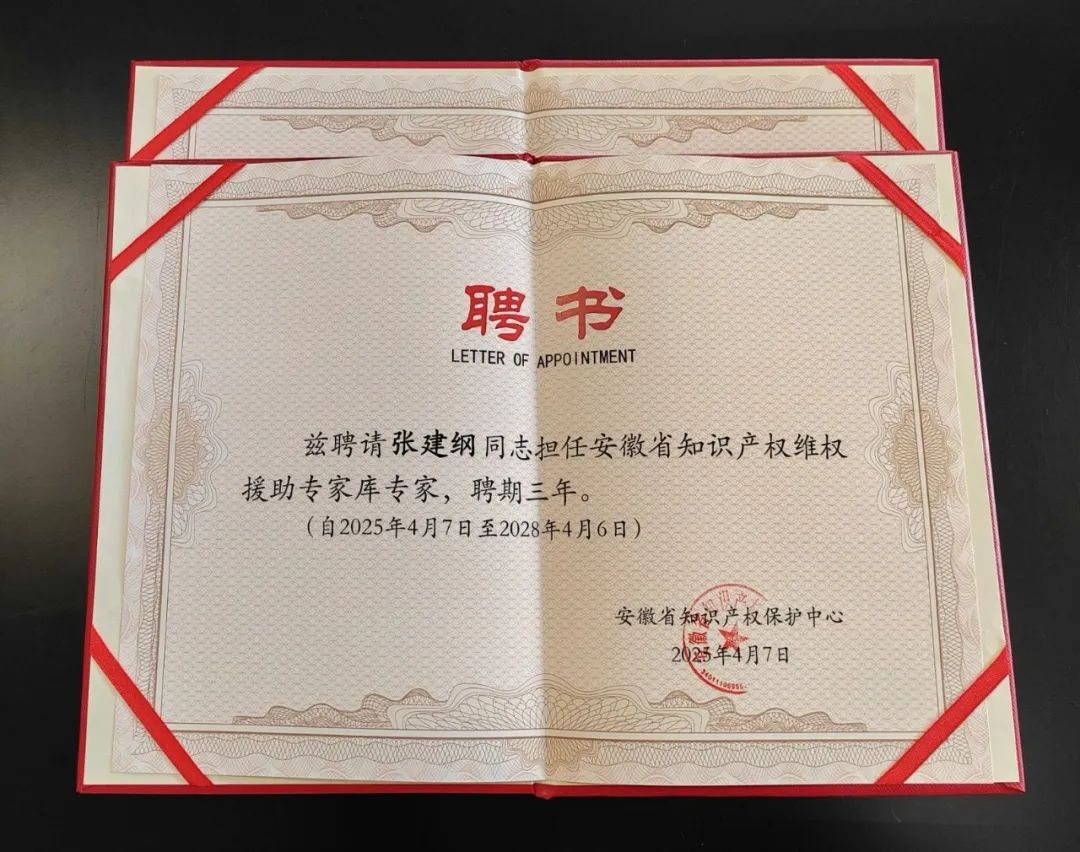 聘书
LETTER OF APPOINTMENT
兹聘请张建纲同志担任安徽省知识产权维权
援助专家库专家，聘期三年。
（自2025年4月7日至2028年4月6日）
安徽省知识产权保护中心
2025年4月7日